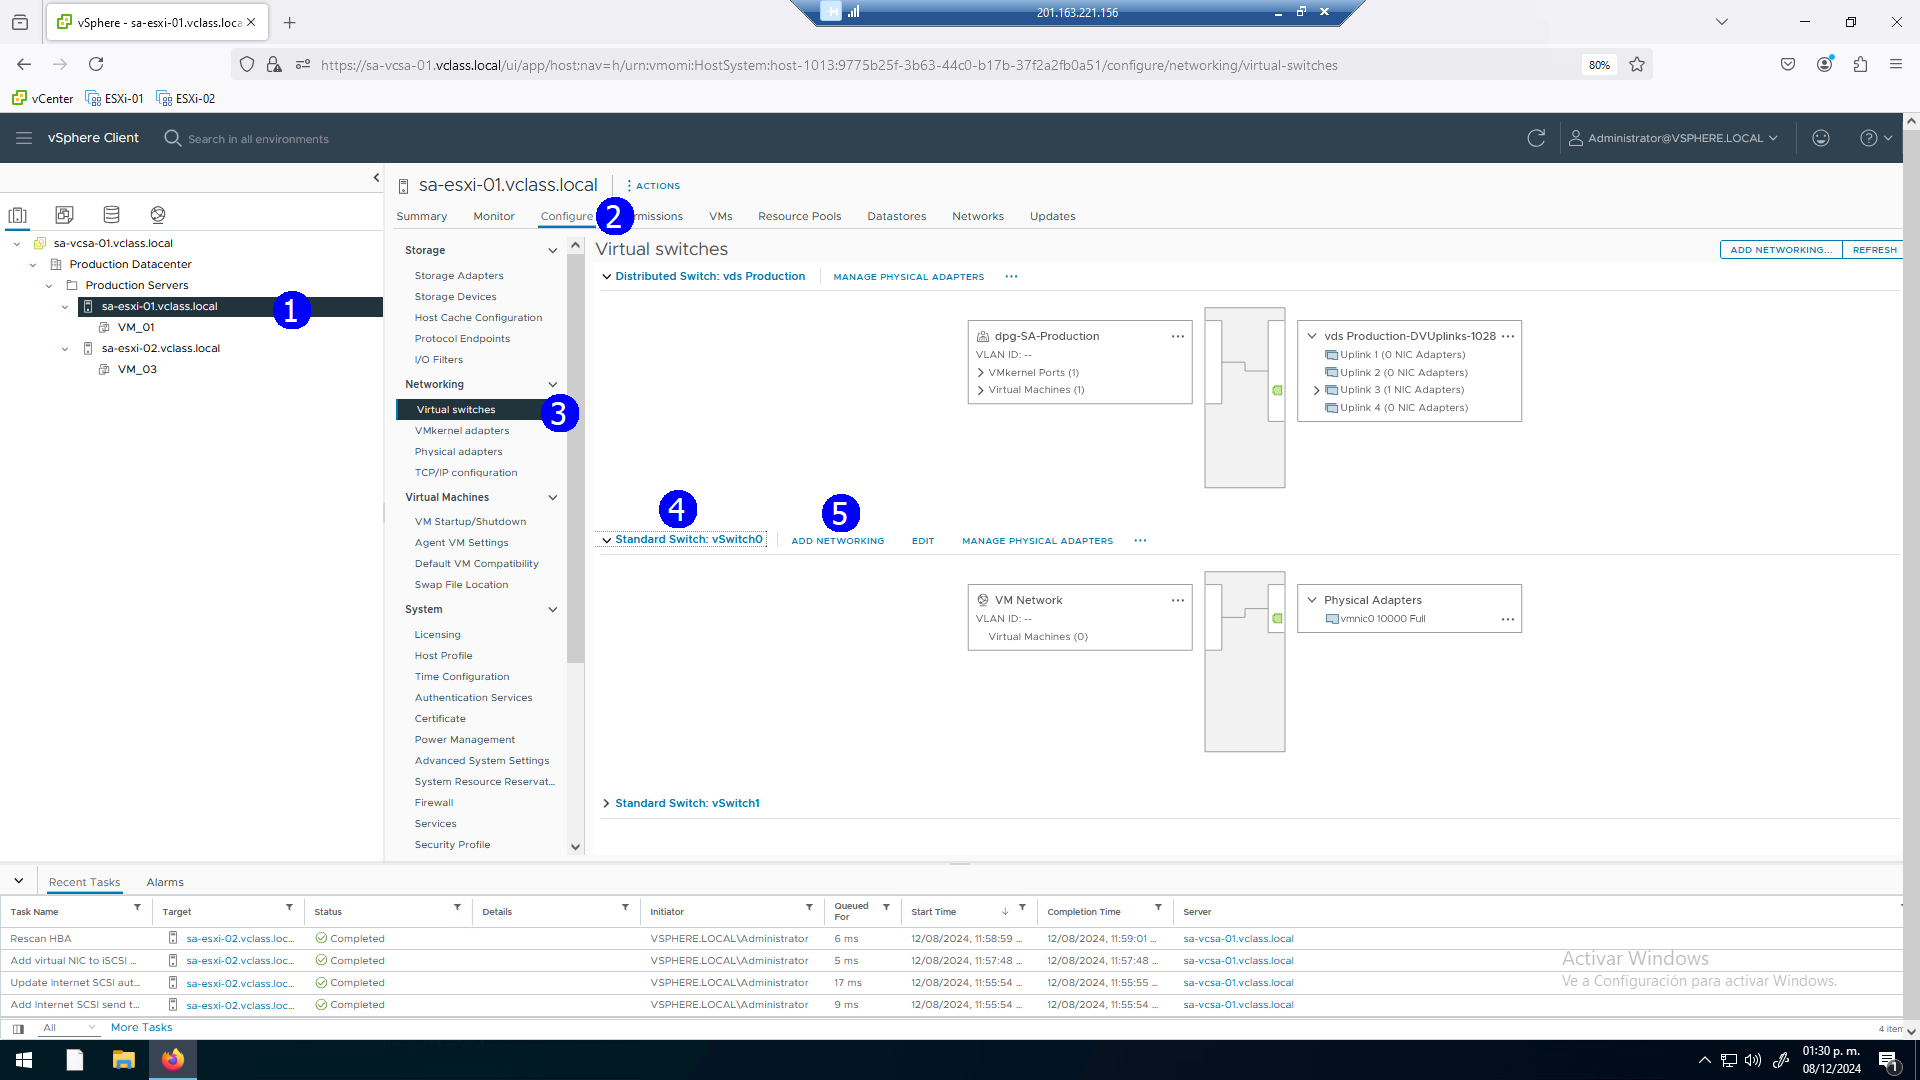 vSphere - sa-esxi-01.vclass.loca
201.163.221.156
https://sa-vcsa-01.vclass.local/ui/app/host;nav=h/urn:vmomi:HostSystem:host-1013:9775b25f-3b63-44c0-b17b-37f2a2fb0a51/configure/networking/virtual-switches
80%
vCenter ESXi-01 ESXi-02
vSphere Client
Search in all environments
Administrator@VSPHERE.LOCAL
sa-vcsa-01.vclass.local
Production Datacenter
Production Servers
sa-esxi-01.vclass.local
1
VM_01
sa-esxi-02.vclass.local
VM_03
sa-esxi-01.vclass.local
ACTIONS
Summary Monitor Configure 2 missions VMs Resource Pools Datastores Networks Updates
Storage
Storage Adapters
Storage Devices
Host Cache Configuration
Protocol Endpoints
I/O Filters
Networking
Virtual switches
3
VMkernel adapters
Physical adapters
TCP/IP configuration
Virtual Machines
VM Startup/Shutdown
Agent VM Settings
Default VM Compatibility
Swap File Location
System
Licensing
Host Profile
Time Configuration
Authentication Services
Certificate
Power Management
Advanced System Settings
System Resource Reservat...
Firewall
Services
Security Profile
Virtual switches
ADD NETWORKING... REFRESH
Distributed Switch: vds Production MANAGE PHYSICAL ADAPTERS ...
dpg-SA-Production ...
VLAN ID: --
VMkernel Ports (1)
Virtual Machines (1)
vds Production-DVUplinks-1028 ...
Uplink 1 (0 NIC Adapters)
Uplink 2 (0 NIC Adapters)
Uplink 3 (1 NIC Adapters)
Uplink 4 (0 NIC Adapters)
4 5
Standard Switch: vSwitch0 ADD NETWORKING EDIT MANAGE PHYSICAL ADAPTERS ...
VM Network ...
VLAN ID: --
Virtual Machines (0)
Physical Adapters
vmnic0 10000 Full ...
Standard Switch: vSwitch1
Recent Tasks Alarms
Task Name Target Status Details Initiator Queued For Start Time Completion Time Server
Rescan HBA sa-esxi-02.vclass.loc... Completed VSPHERE.LOCAL\Administrator 6 ms 12/08/2024, 11:58:59 ... 12/08/2024, 11:59:01 ... sa-vcsa-01.vclass.local
Add virtual NIC to iSCSI ... sa-esxi-02.vclass.loc... Completed VSPHERE.LOCAL\Administrator 5 ms 12/08/2024, 11:57:48 ... 12/08/2024, 11:57:48 ... sa-vcsa-01.vclass.local
Update Internet SCSI aut... sa-esxi-02.vclass.loc... Completed VSPHERE.LOCAL\Administrator 17 ms 12/08/2024, 11:55:54 ... 12/08/2024, 11:55:55 ... sa-vcsa-01.vclass.local
Add Internet SCSI send t... sa-esxi-02.vclass.loc... Completed VSPHERE.LOCAL\Administrator 9 ms 12/08/2024, 11:55:54 ... 12/08/2024, 11:55:54 ... sa-vcsa-01.vclass.local
Activar Windows
Ve a Configuración para activar Windows.
All More Tasks
4 item
01:30 p. m.
08/12/2024
1